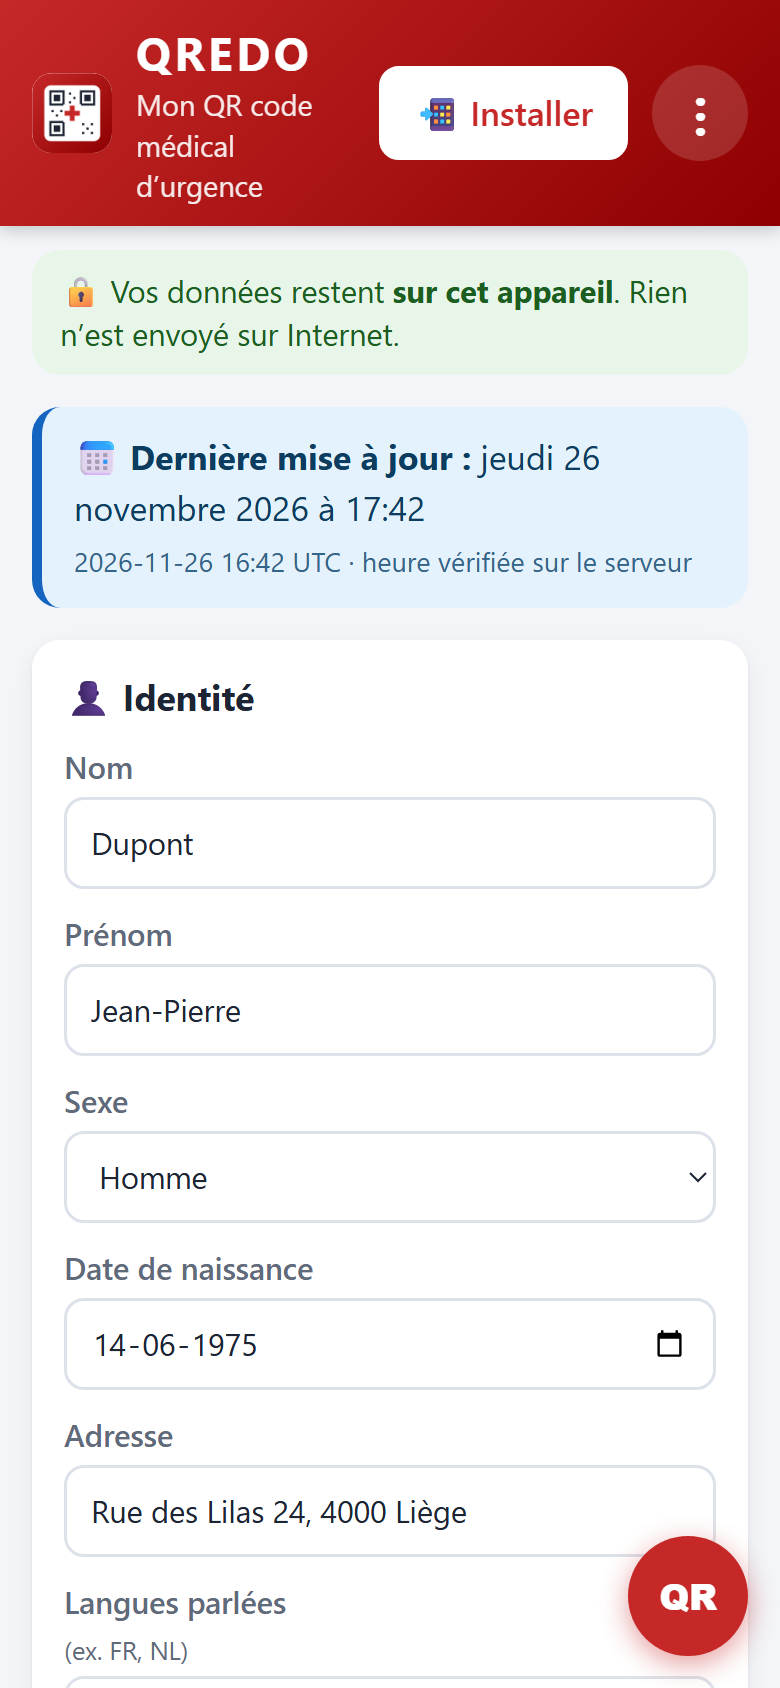 QREDO
Mon QR code
médical
d’urgence
Installer
Vos données restent sur cet appareil. Rien
n’est envoyé sur Internet.
Dernière mise à jour : jeudi 26
novembre 2026 à 17:42
2026-11-26 16:42 UTC · heure vérifiée sur le serveur
Identité
Nom
Dupont
Prénom
Jean-Pierre
Sexe
Homme
Date de naissance
14-06-1975
Adresse
Rue des Lilas 24, 4000 Liège
Langues parlées
(ex. FR, NL)
QR